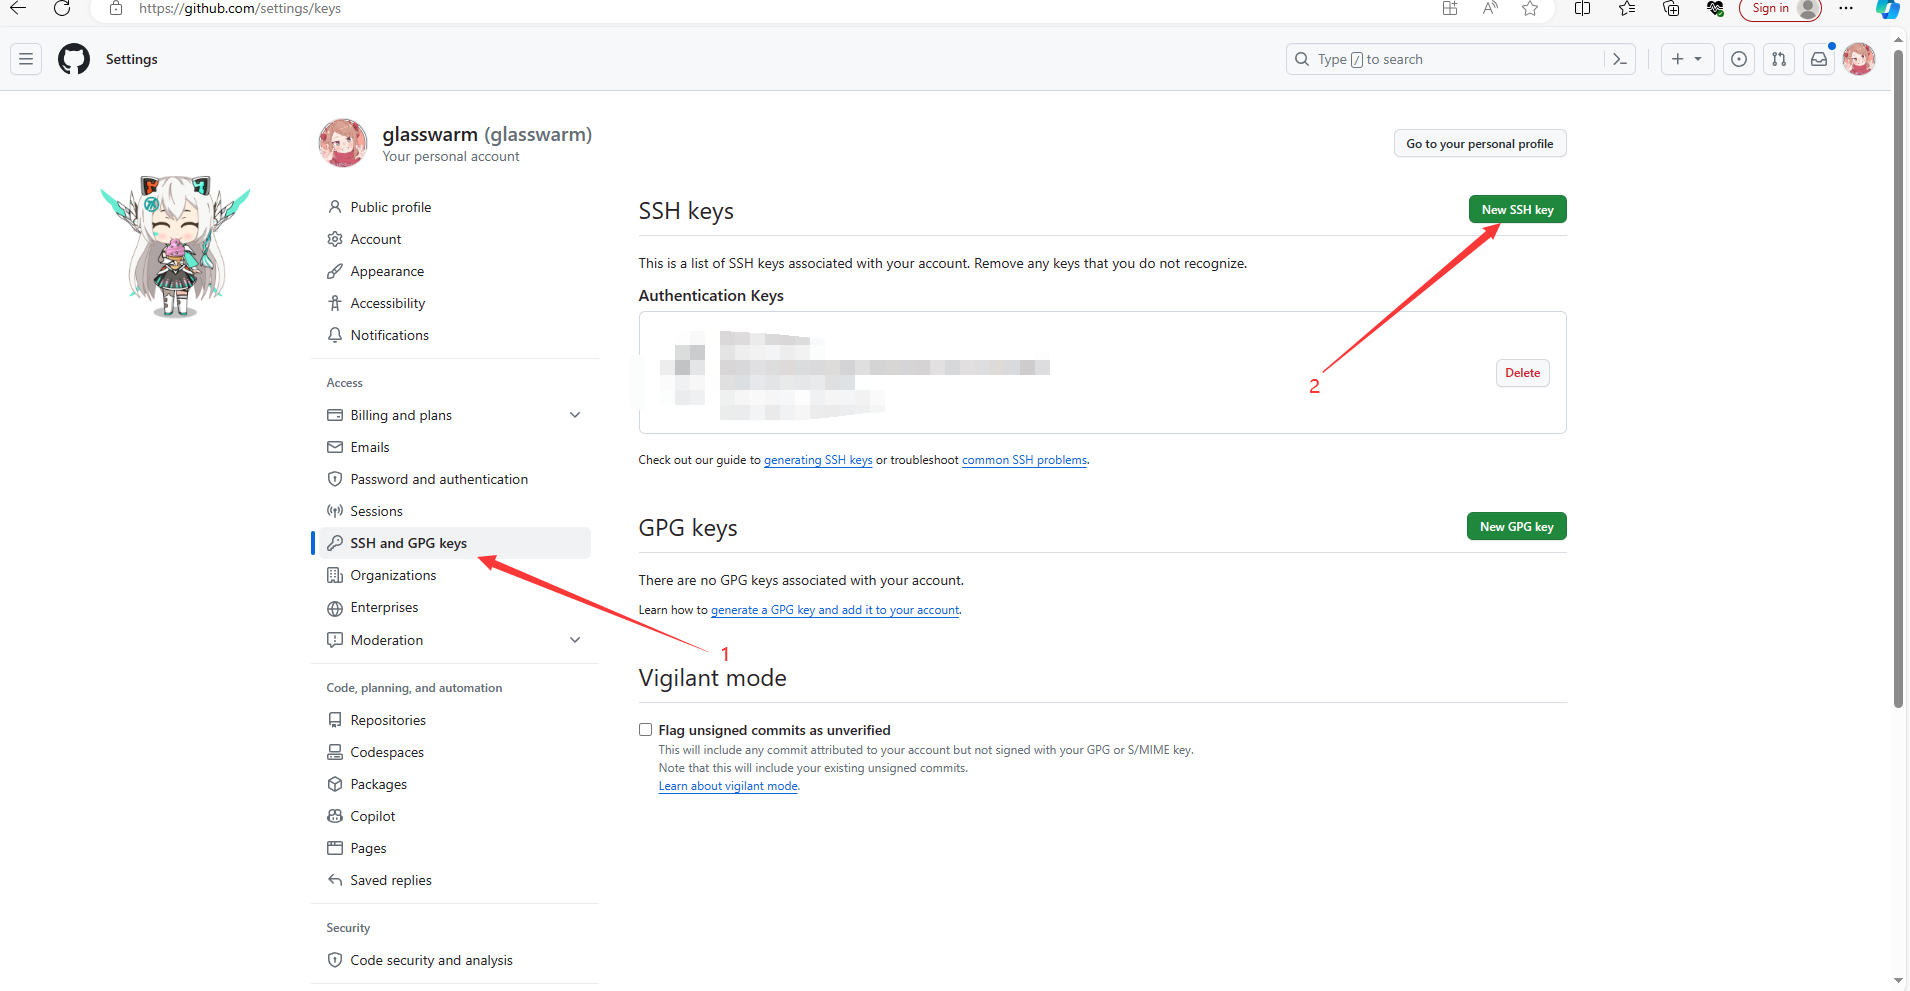 https://github.com/settings/keys
Sign in
Settings
Type / to search
glasswarm (glasswarm)
Your personal account
Go to your personal profile
Public profile
Account
Appearance
Accessibility
Notifications
Access
Billing and plans
Emails
Password and authentication
Sessions
SSH and GPG keys
Organizations
Enterprises
Moderation
Code, planning, and automation
Repositories
Codespaces
Packages
Copilot
Pages
Saved replies
Security
Code security and analysis
SSH keys
New SSH key
This is a list of SSH keys associated with your account. Remove any keys that you do not recognize.
Authentication Keys
Delete
2
Check out our guide to generating SSH keys or troubleshoot common SSH problems.
GPG keys
New GPG key
There are no GPG keys associated with your account.
Learn how to generate a GPG key and add it to your account.
1
Vigilant mode
Flag unsigned commits as unverified
This will include any commit attributed to your account but not signed with your GPG or S/MIME key.
Note that this will include your existing unsigned commits.
Learn about vigilant mode.